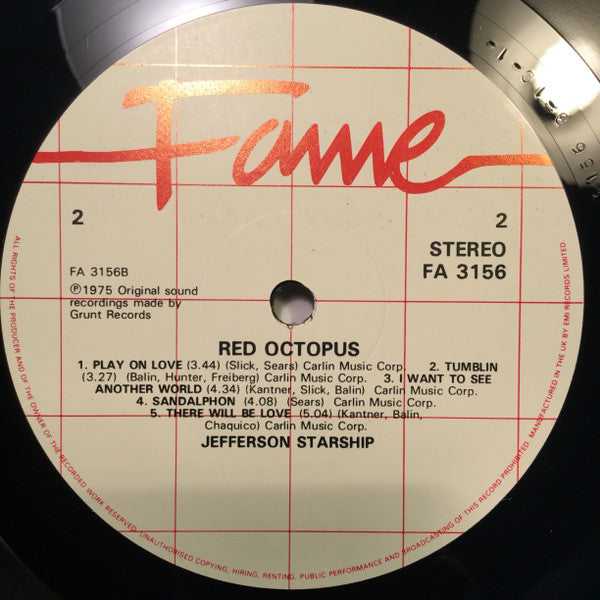 Fame
2
2
STEREO
FA 3156B
FA 3156
℗1975 Original sound
recordings made by
Grunt Records
RED OCTOPUS
1. PLAY ON LOVE (3.44) (Slick, Sears) Carlin Music Corp. 2. TUMBLIN
(3.27) (Balin, Hunter, Freiberg) Carlin Music Corp. 3. I WANT TO SEE
ANOTHER WORLD (4.34) (Kantner, Slick, Balin) Carlin Music Corp.
4. SANDALPHON (4.08) (Sears) Carlin Music Corp.
5. THERE WILL BE LOVE (5.04) (Kantner, Balin,
Chaquico) Carlin Music Corp.
JEFFERSON STARSHIP
ALL RIGHTS OF THE PRODUCER AND OF THE OWNER OF THE RECORDED WORK RESERVED. UNAUTHORISED COPYING, HIRING, RENTING, PUBLIC PERFORMANCE AND BROADCASTING OF THIS RECORD PROHIBITED. MANUFACTURED IN THE UK BY EMI RECORDS LIMITED.